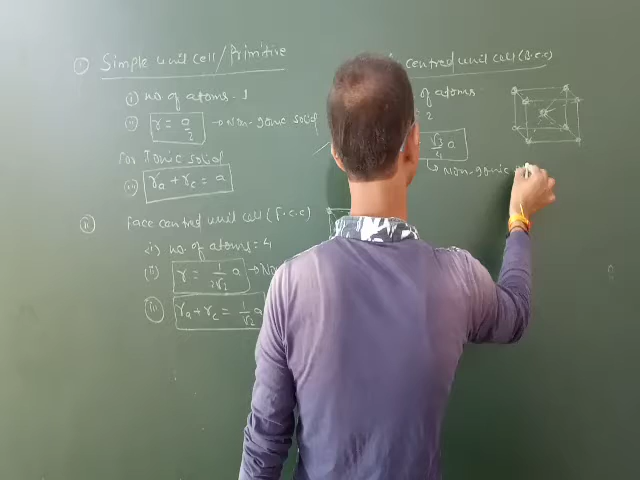 (i) Simple unit cell/Primitive
(i) no of atoms - 1
(ii) r = a/2 → Non-Ionic solid
for Ionic solid
(iii) ra + rc = a
(ii) Face centred unit cell (F.C.C)
(i) no of atoms = 4
(ii) r = 1/2√2 a →
(iii) ra + rc = 1/√2 a
centred unit cell (B.C.C)
of atoms
= 2
= √3/4 a
↳ Non-Ionic